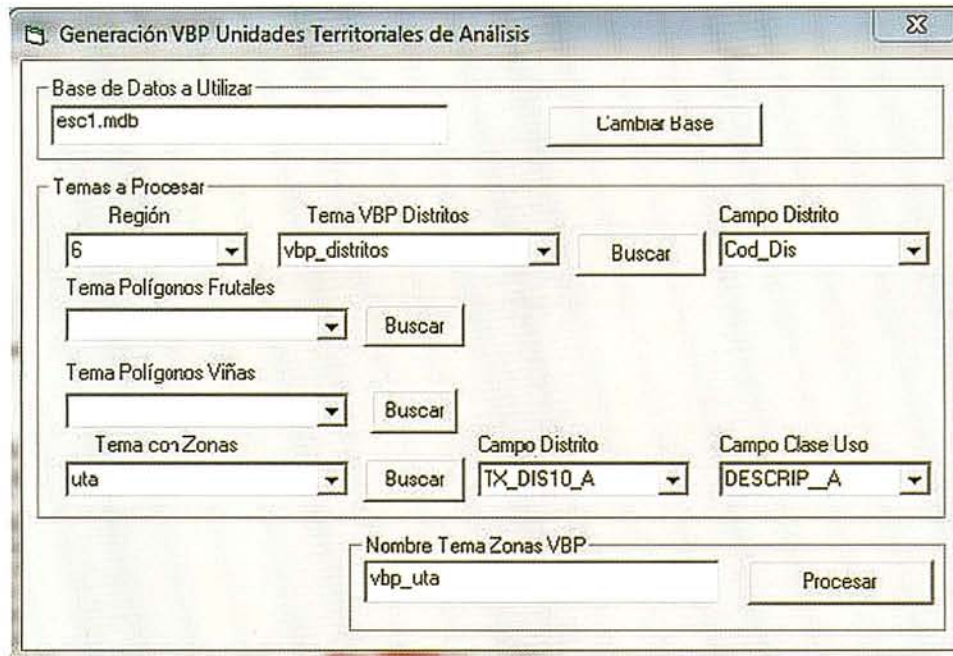 Generación VBP Unidades Territoriales de Análisis
Base de Datos a Utilizar
esc1.mdb
Cambiar Base
Temas a Procesar
Región
Tema VBP Distritos
Campo Distrito
6
vbp_distritos
Buscar
Cod_Dis
Tema Polígonos Frutales
Buscar
Tema Polígonos Viñas
Buscar
Tema con Zonas
Campo Distrito
Campo Clase Uso
uta
Buscar
TX_DIS10_A
DESCRIP__A
Nombre Tema Zonas VBP
vbp_uta
Procesar